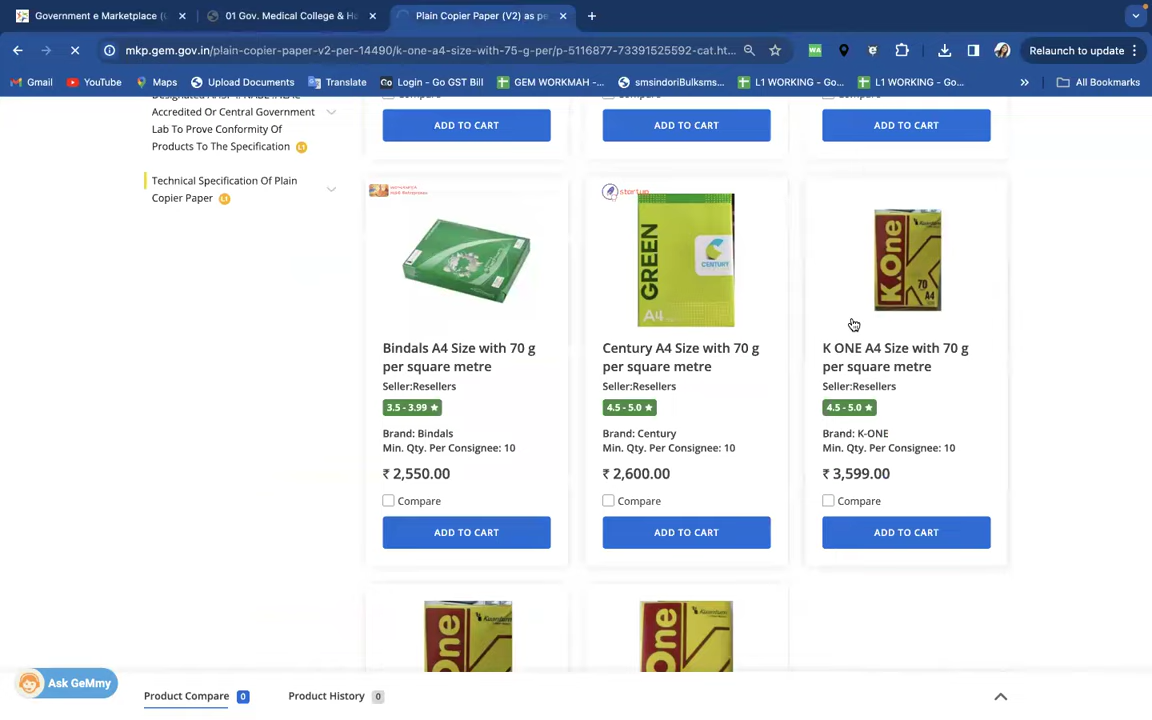 Government e Marketplace (
01 Gov. Medical College & Ho
Plain Copier Paper (V2) as pe
mkp.gem.gov.in/plain-copier-paper-v2-per-14490/k-one-a4-size-with-75-g-per/p-5116877-73391525592-cat.ht...
Relaunch to update
Gmail
YouTube
Maps
Upload Documents
Translate
Login - Go GST Bill
GEM WORKMAH -...
smsindoriBulksms...
L1 WORKING - Go...
L1 WORKING - Go...
All Bookmarks
Accredited Or Central Government
Lab To Prove Conformity Of
Products To The Specification L1
Technical Specification Of Plain
Copier Paper L1
ADD TO CART
ADD TO CART
ADD TO CART
startup
GREEN
CENTURY
A4
K.One
70
A4
Bindals A4 Size with 70 g
per square metre
Seller:Resellers
3.5 - 3.99 ★
Brand: Bindals
Min. Qty. Per Consignee: 10
₹ 2,550.00
Compare
ADD TO CART
Century A4 Size with 70 g
per square metre
Seller:Resellers
4.5 - 5.0 ★
Brand: Century
Min. Qty. Per Consignee: 10
₹ 2,600.00
Compare
ADD TO CART
K ONE A4 Size with 70 g
per square metre
Seller:Resellers
4.5 - 5.0 ★
Brand: K-ONE
Min. Qty. Per Consignee: 10
₹ 3,599.00
Compare
ADD TO CART
One
One
Ask GeMmy
Product Compare 0
Product History 0